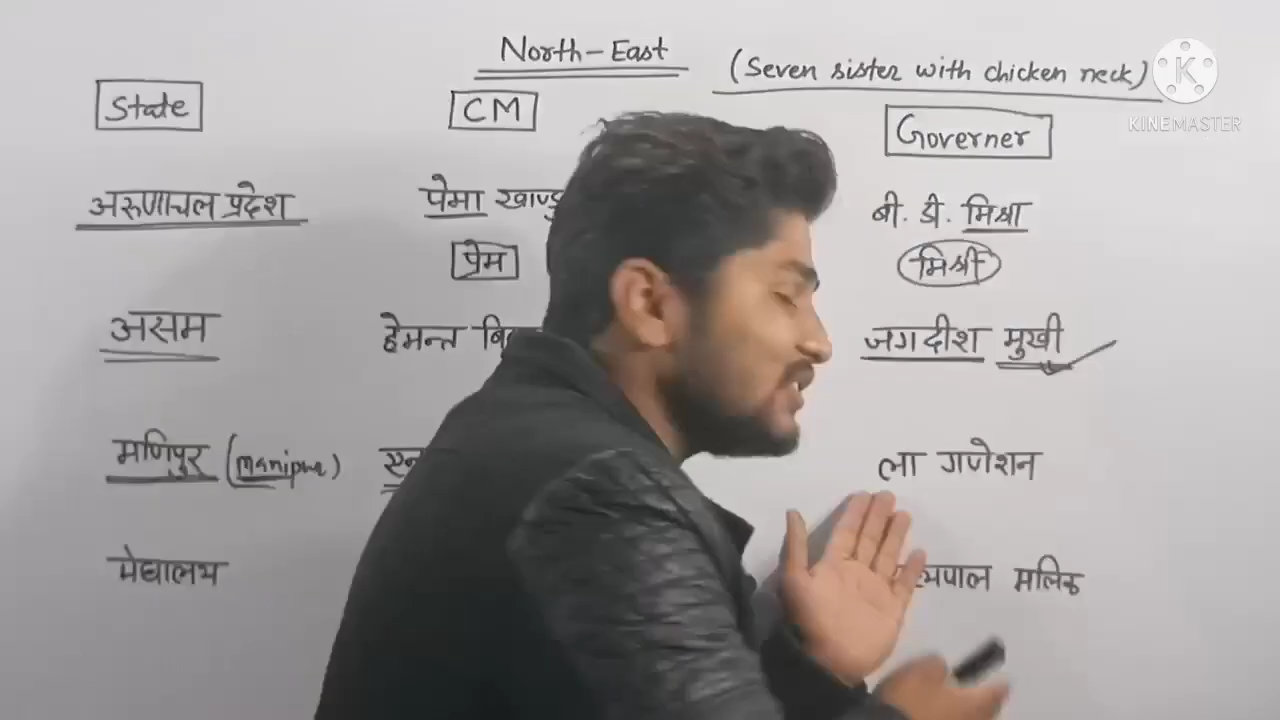 North-East
(Seven sister with chicken neck)
K
KINEMASTER
State CM Governer
अरुणाचल प्रदेश पेमा खाण्डु बी. डी. मिश्रा
प्रेम मिश्री
असम हेमन्त जगदीश मुखी
मणिपुर (manipur) ला गणेशन
मेघालय मलिक